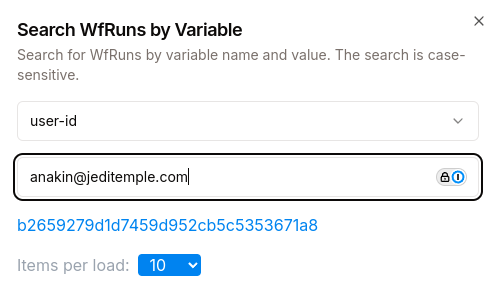 Search WfRuns by Variable
Search for WfRuns by variable name and value. The search is case-
sensitive.
user-id
anakin@jeditemple.com
b2659279d1d7459d952cb5c5353671a8
Items per load: 10